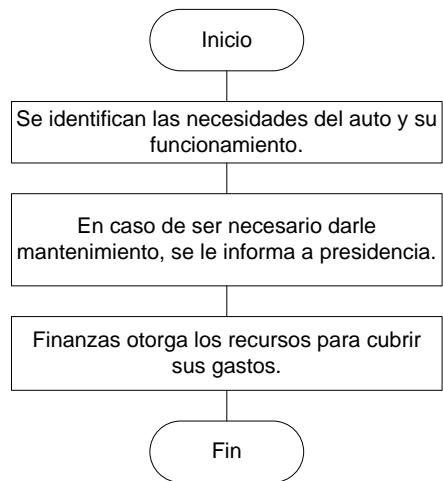 Inicio
Se identifican las necesidades del auto y su
funcionamiento.
En caso de ser necesario darle
mantenimiento, se le informa a presidencia.
Finanzas otorga los recursos para cubrir
sus gastos.
Fin